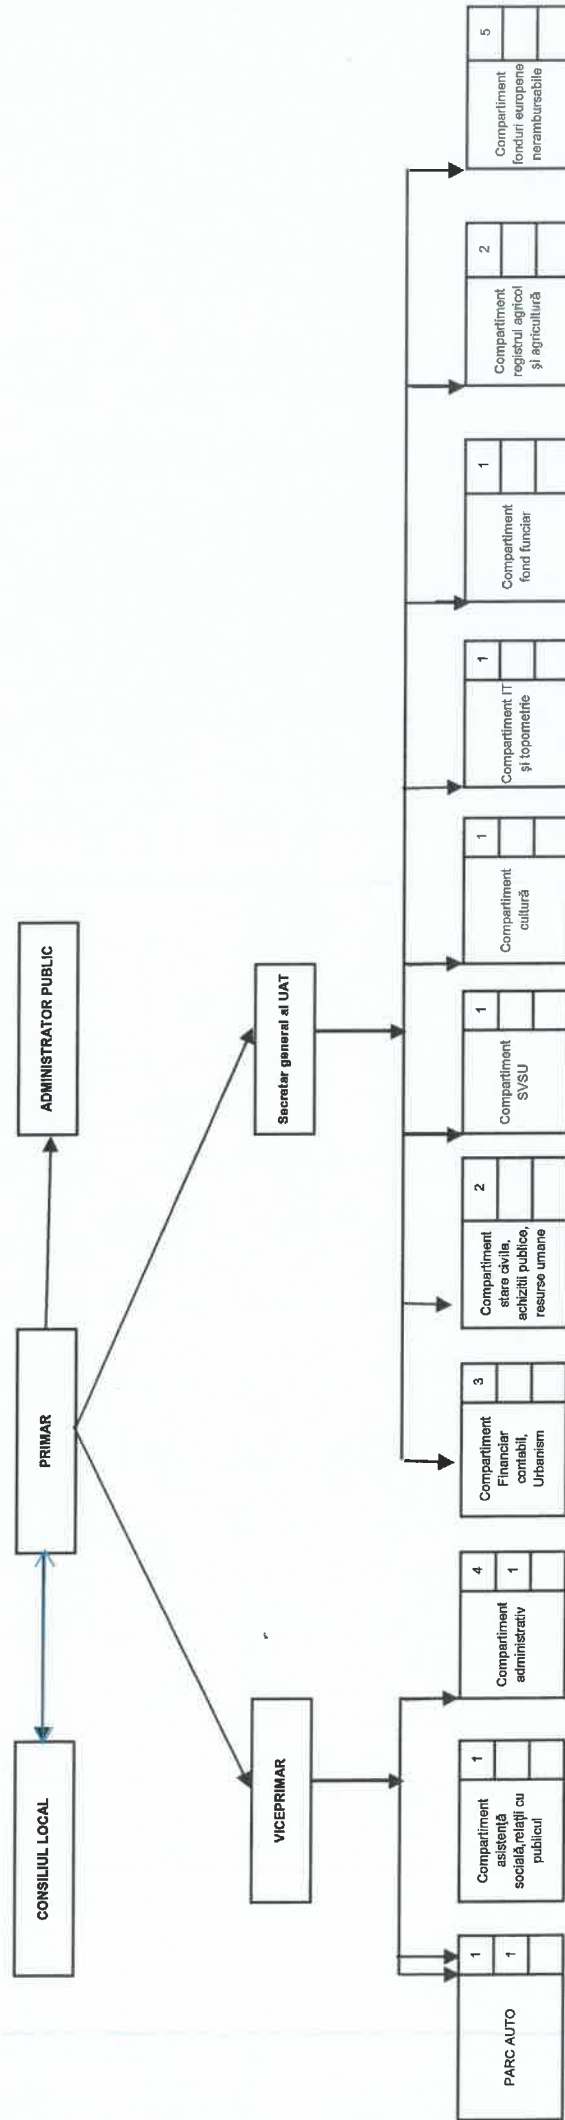 CONSILIUL LOCAL
PRIMAR
ADMINISTRATOR PUBLIC
VICEPRIMAR
Secretar general al UAT
PARC AUTO
1
1
Compartiment
asistență
socială,relații cu
publicul
1
Compartiment
administrativ
4
1
Compartiment
Financiar
contabil,
Urbanism
3
Compartiment
stare civila,
achizitii publice,
resurse umane
2
Compartiment
SVSU
1
Compartiment
cultură
1
Compartiment IT
și topometrie
1
Compartiment
fond funciar
1
Compartiment
registrul agricol
și agricultură
2
Compartiment
fonduri europene
nerambursabile
5